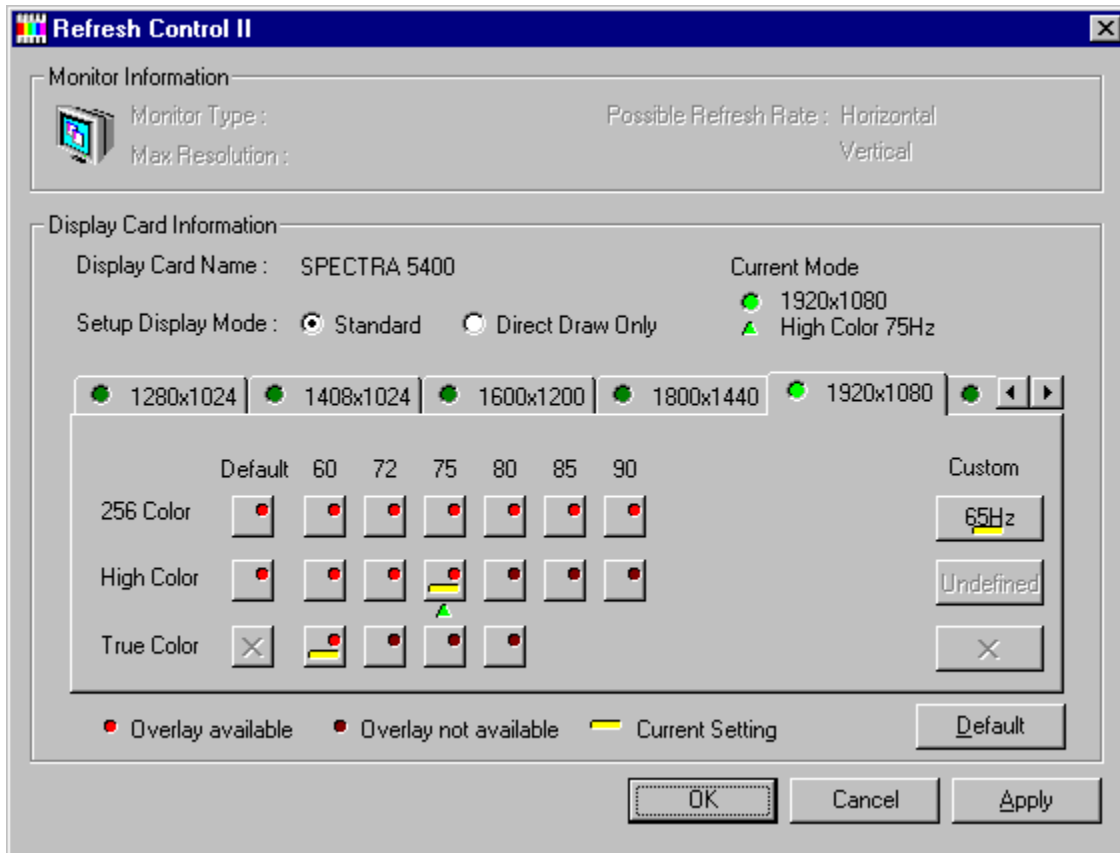 Refresh Control II
Monitor Information
Monitor Type : Possible Refresh Rate : Horizontal
Max Resolution : Vertical
Display Card Information
Display Card Name : SPECTRA 5400 Current Mode
1920x1080
Setup Display Mode : Standard Direct Draw Only High Color 75Hz
1280x1024 1408x1024 1600x1200 1800x1440 1920x1080
Default 60 72 75 80 85 90 Custom
256 Color 65Hz
High Color Undefined
True Color
Overlay available Overlay not available Current Setting Default
OK Cancel Apply